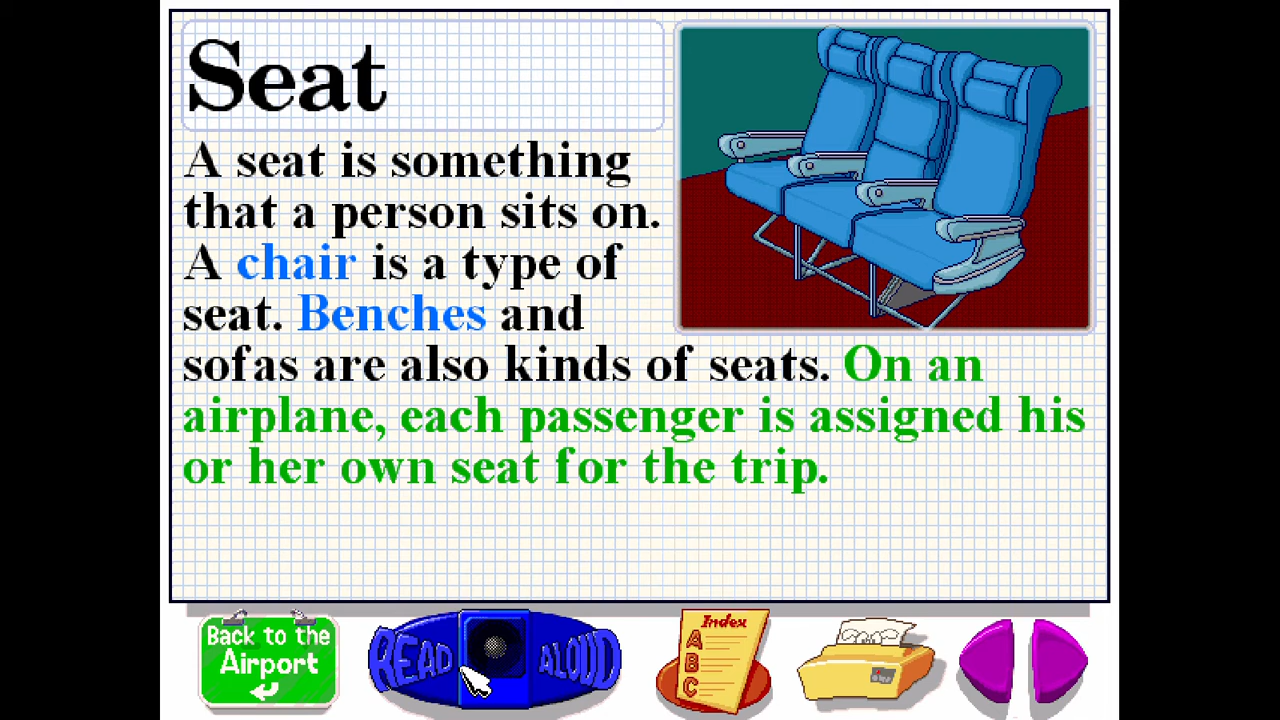 Seat
A seat is something
that a person sits on.
A chair is a type of
seat. Benches and
sofas are also kinds of seats. On an
airplane, each passenger is assigned his
or her own seat for the trip.
Back to the
Airport
READ ALOUD
Index
A
B
C